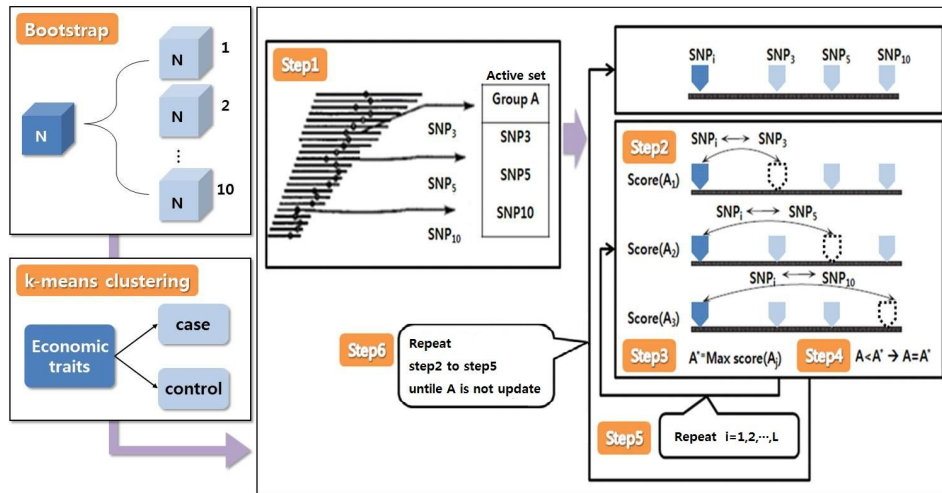 Bootstrap
N
N
1
N
2
⋮
N
10
k-means clustering
Economic
traits
case
control
Step1
SNP3
SNP5
SNP10
Active set
Group A
SNP3
SNP5
SNP10
SNPi
SNP3
SNP5
SNP10
Step2
SNPi ↔ SNP3
Score(A1)
SNPi ↔ SNP5
Score(A2)
SNPi ↔ SNP10
Score(A3)
Step3
A*=Max score(Aj)
Step4
A<A* → A=A*
Step5
Repeat i=1,2,⋯,L
Step6
Repeat
step2 to step5
untile A is not update